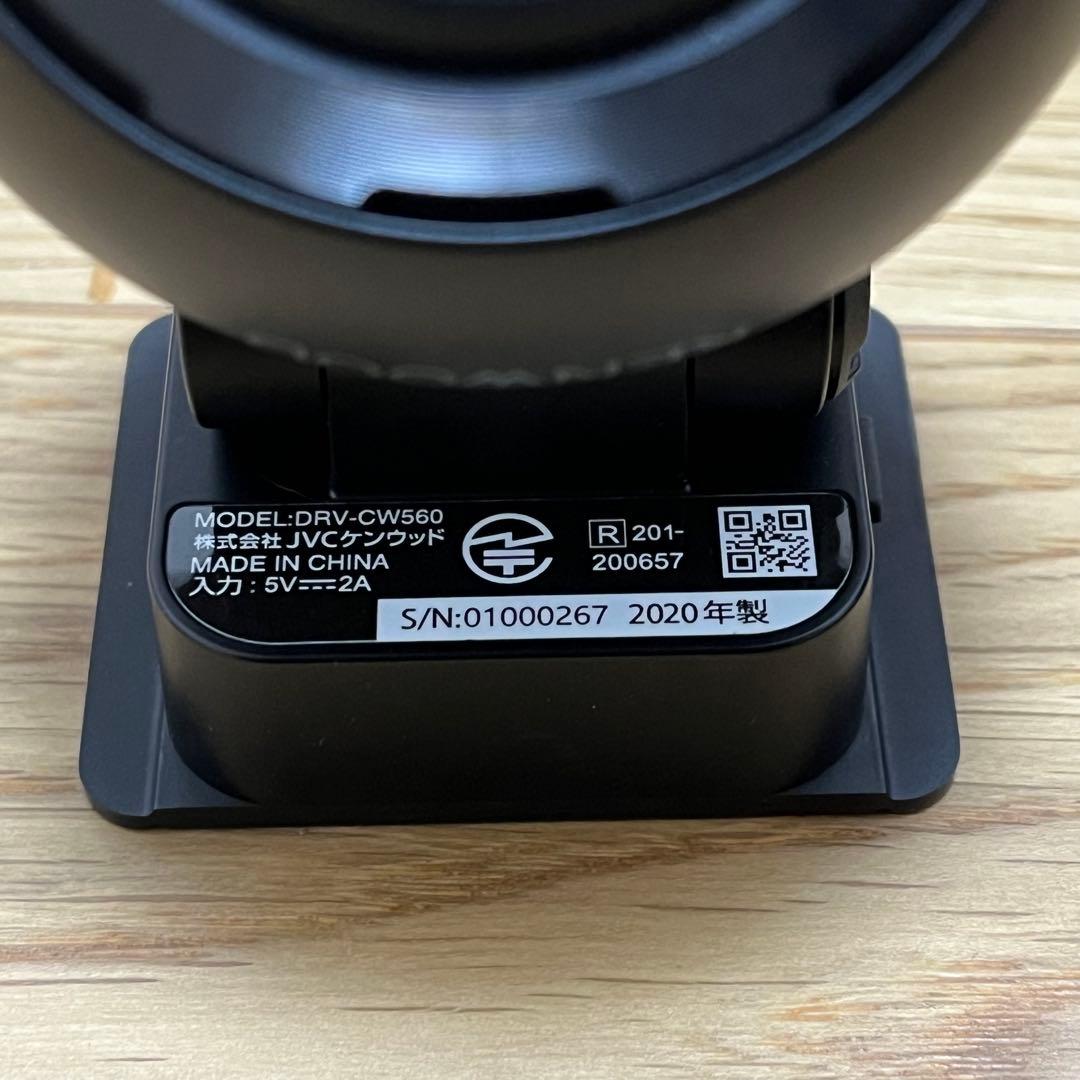 MODEL:DRV-CW560
株式会社JVCケンウッド
MADE IN CHINA
入力 : 5V⎓2A
R 201-
200657
S/N:01000267 2020年製